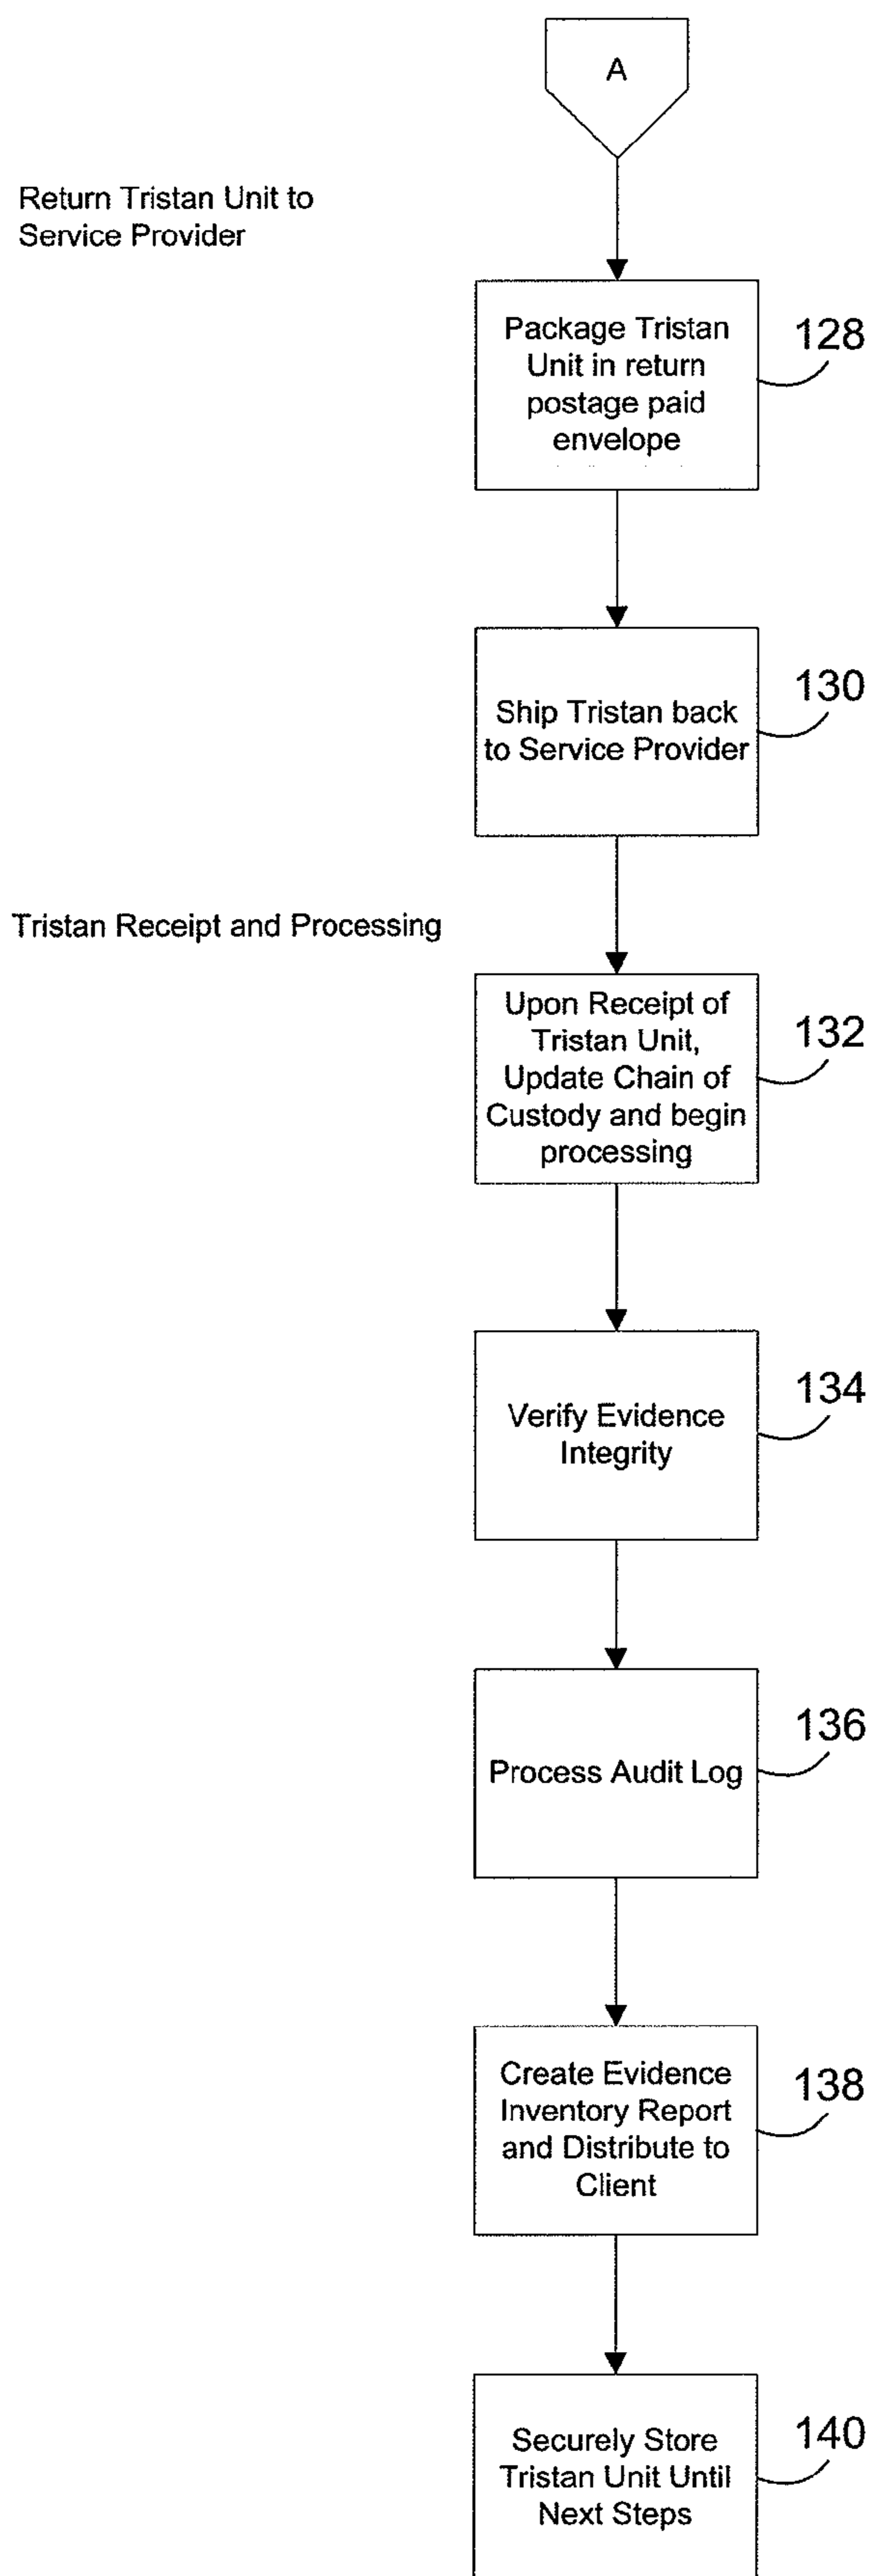 A
Return Tristan Unit to
Service Provider
Package Tristan
Unit in return
postage paid
envelope
128
Ship Tristan back
to Service Provider
130
Tristan Receipt and Processing
Upon Receipt of
Tristan Unit,
Update Chain of
Custody and begin
processing
132
Verify Evidence
Integrity
134
Process Audit Log
136
Create Evidence
Inventory Report
and Distribute to
Client
138
Securely Store
Tristan Unit Until
Next Steps
140